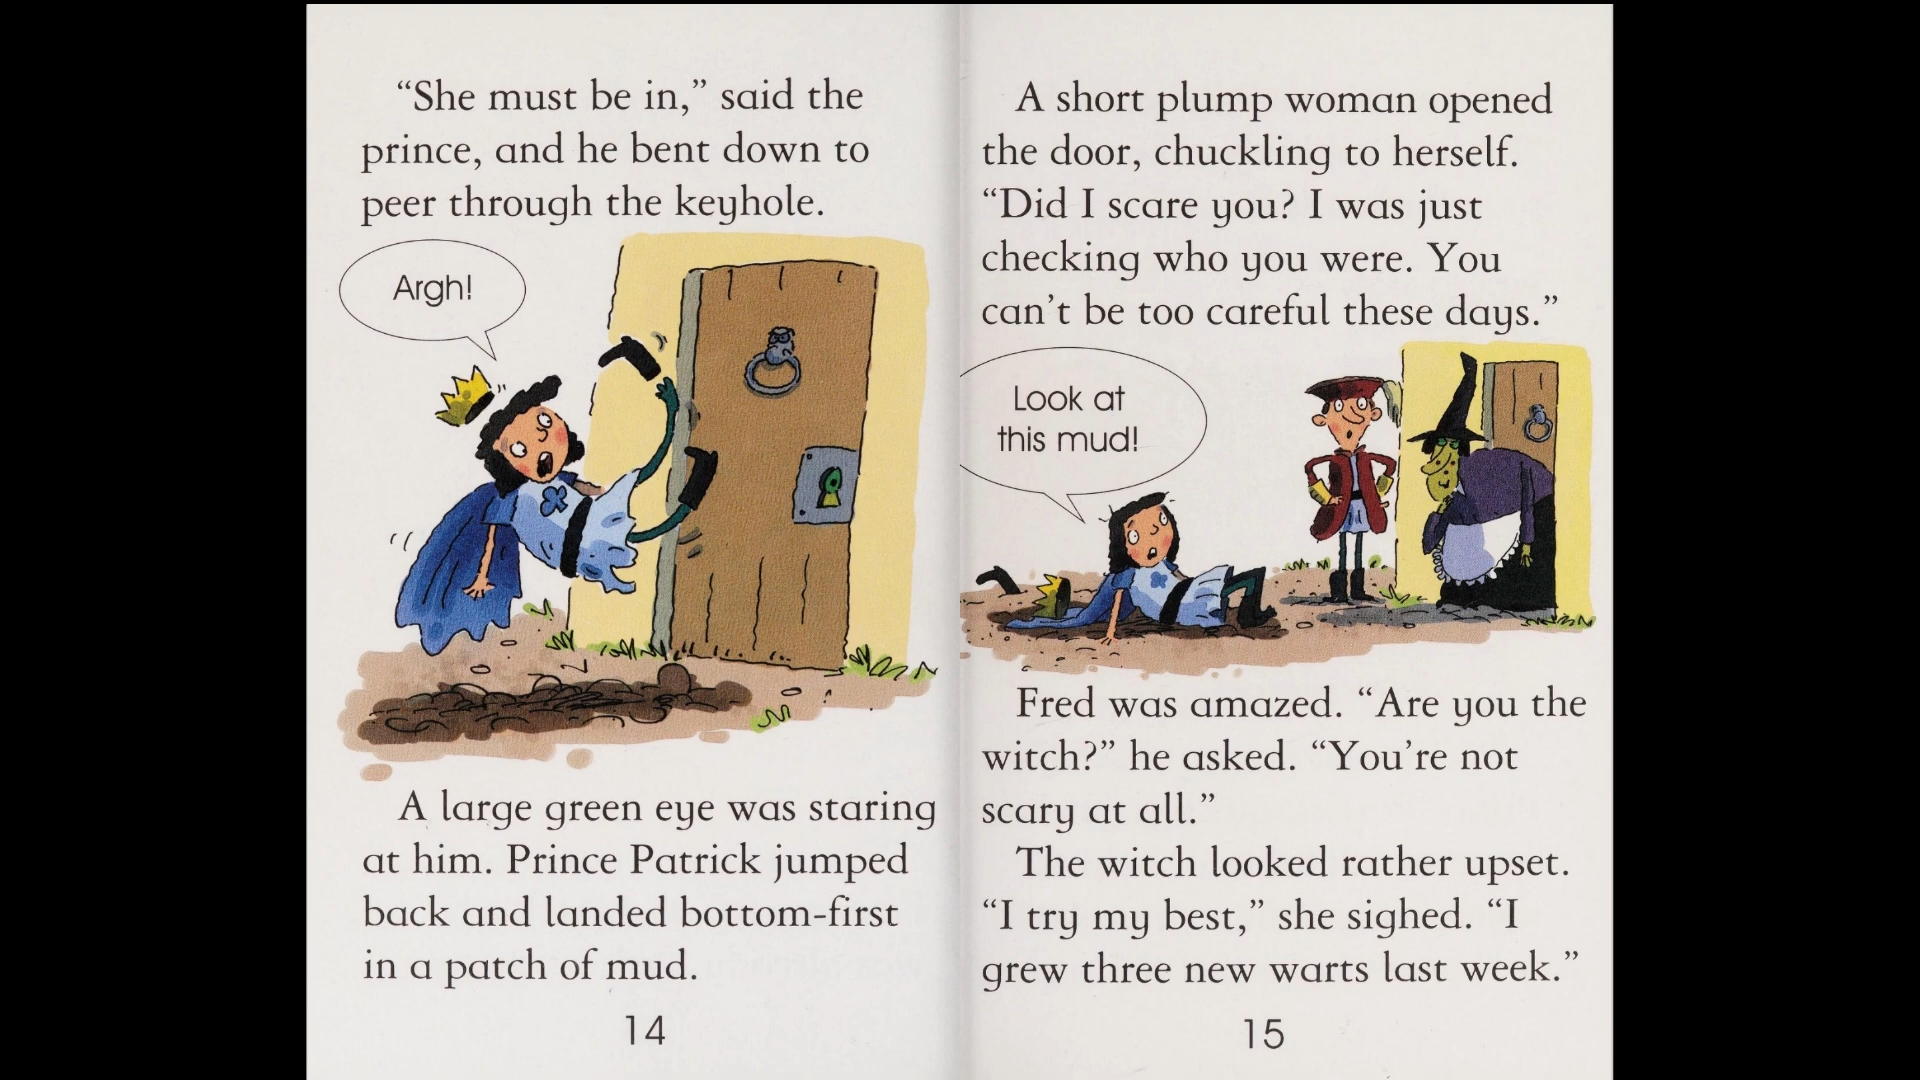 “She must be in,” said the
prince, and he bent down to
peer through the keyhole.
Argh!
A large green eye was staring
at him. Prince Patrick jumped
back and landed bottom-first
in a patch of mud.
14
A short plump woman opened
the door, chuckling to herself.
“Did I scare you? I was just
checking who you were. You
can’t be too careful these days.”
Look at
this mud!
Fred was amazed. “Are you the
witch?” he asked. “You’re not
scary at all.”
The witch looked rather upset.
“I try my best,” she sighed. “I
grew three new warts last week.”
15